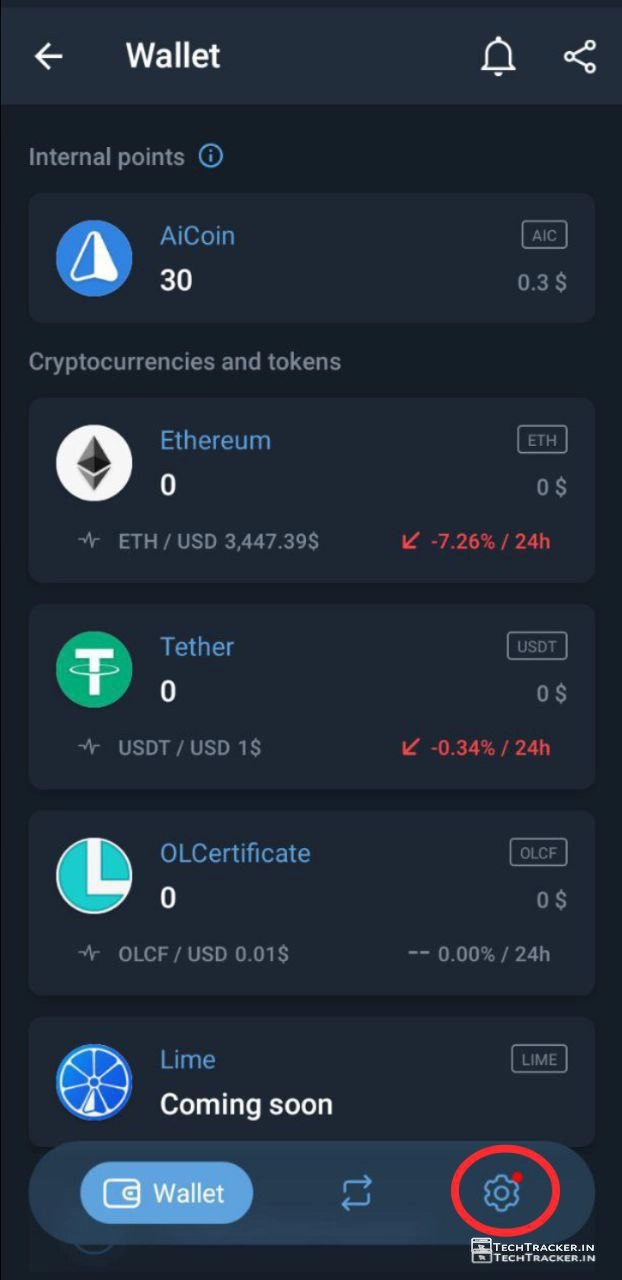 Wallet
Internal points
AiCoin AIC
30 0.3 $
Cryptocurrencies and tokens
Ethereum ETH
0 0 $
ETH / USD 3,447.39$ -7.26% / 24h
Tether USDT
0 0 $
USDT / USD 1$ -0.34% / 24h
OLCertificate OLCF
0 0 $
OLCF / USD 0.01$ -- 0.00% / 24h
Lime LIME
Coming soon
Wallet
TECHTRACKER.IN
TECHTRACKER.IN